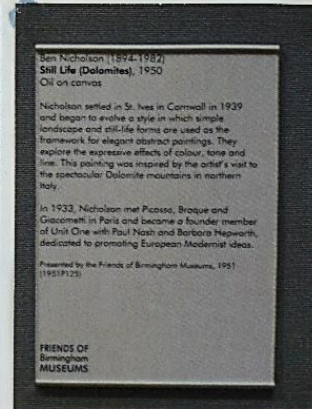 Ben Nicholson (1894-1982)
Still Life (Dolomites), 1950
Oil on canvas
Nicholson settled in St. Ives in Cornwall in 1939
and began to evolve a style in which simple
landscape and still-life forms are used as the
framework for elegant abstract paintings. They
explore the expressive effects of colour, tone and
line. This painting was inspired by the artist's visit to
the spectacular Dolomite mountains in northern
Italy.
In 1933, Nicholson met Picasso, Braque and
Giacometti in Paris and became a founder member
of Unit One with Paul Nash and Barbara Hepworth,
dedicated to promoting European Modernist ideas.
Presented by the Friends of Birmingham Museums, 1951
(1951P125)
FRIENDS OF
Birmingham
MUSEUMS